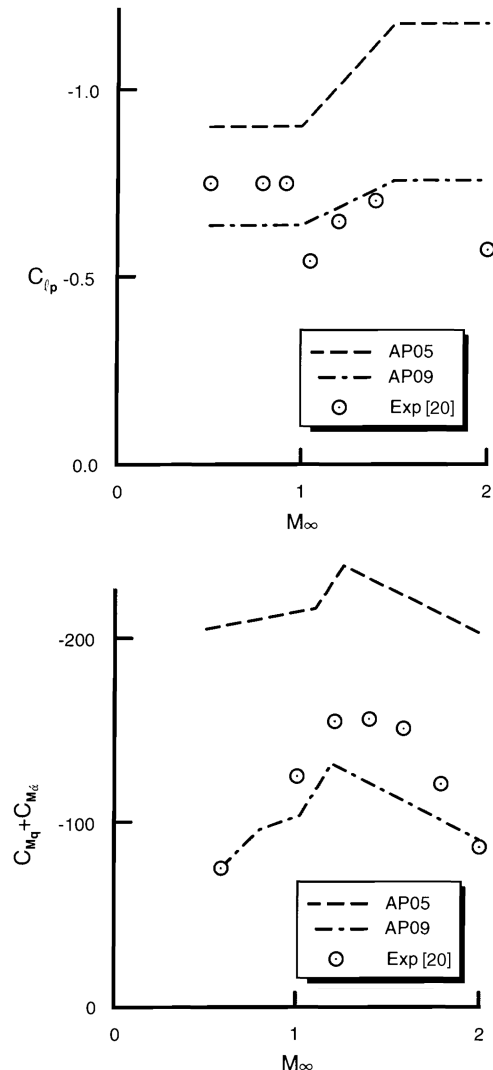 -1.0
C_ℓp -0.5
AP05
AP09
Exp [20]
0.0
0 1 2
M∞
-200
C_Mq + C_Mα̇
-100
AP05
AP09
Exp [20]
0
0 1 2
M∞